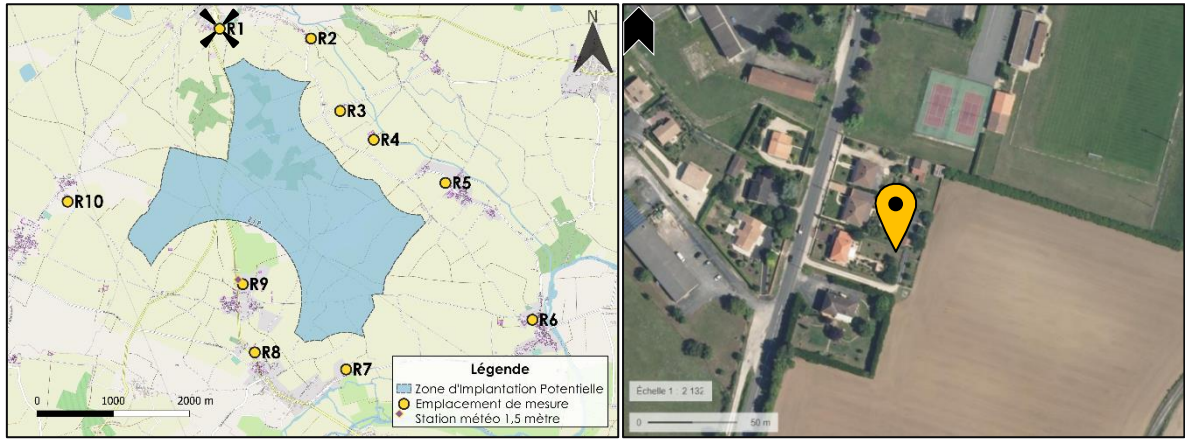 R1
R2
N
R3
R4
R5
R10
R9
R6
R8
R7
Légende
Zone d'Implantation Potentielle
Emplacement de mesure
Station météo 1,5 mètre
0 1000 2000 m
Échelle 1 : 2 132
0 50 m